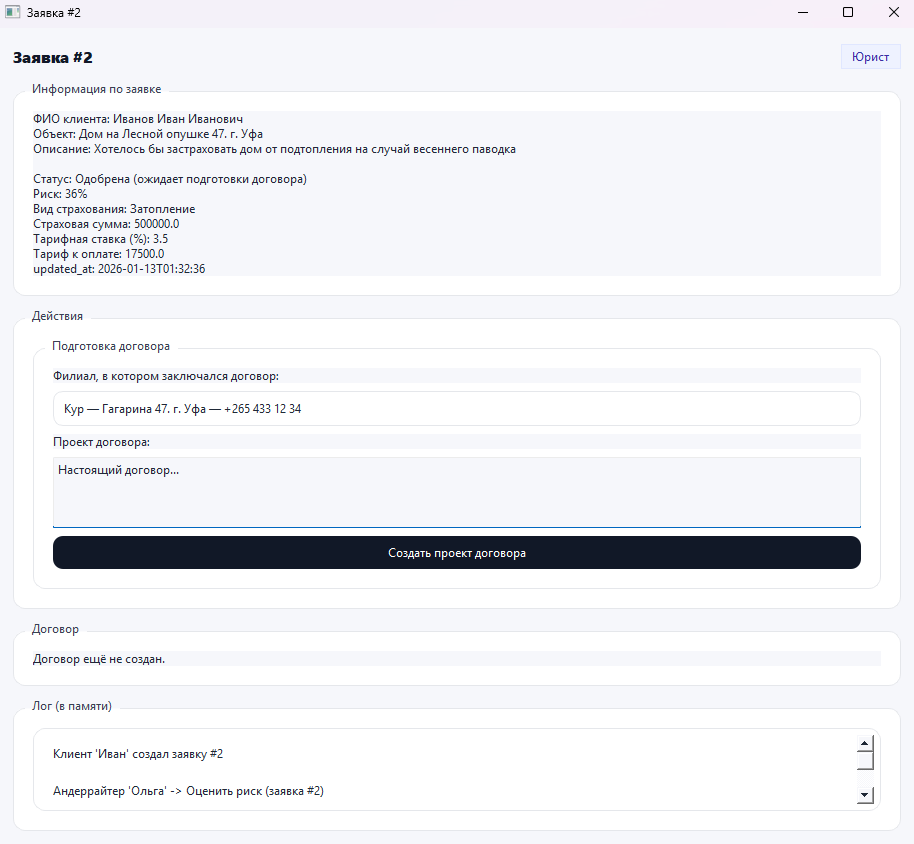 Заявка #2
Заявка #2
Юрист
Информация по заявке
ФИО клиента: Иванов Иван Иванович
Объект: Дом на Лесной опушке 47. г. Уфа
Описание: Хотелось бы застраховать дом от подтопления на случай весеннего паводка
Статус: Одобрена (ожидает подготовки договора)
Риск: 36%
Вид страхования: Затопление
Страховая сумма: 500000.0
Тарифная ставка (%): 3.5
Тариф к оплате: 17500.0
updated_at: 2026-01-13T01:32:36
Действия
Подготовка договора
Филиал, в котором заключался договор:
Кур — Гагарина 47. г. Уфа — +265 433 12 34
Проект договора:
Настоящий договор...
Создать проект договора
Договор
Договор ещё не создан.
Лог (в памяти)
Клиент 'Иван' создал заявку #2
Андеррайтер 'Ольга' -> Оценить риск (заявка #2)